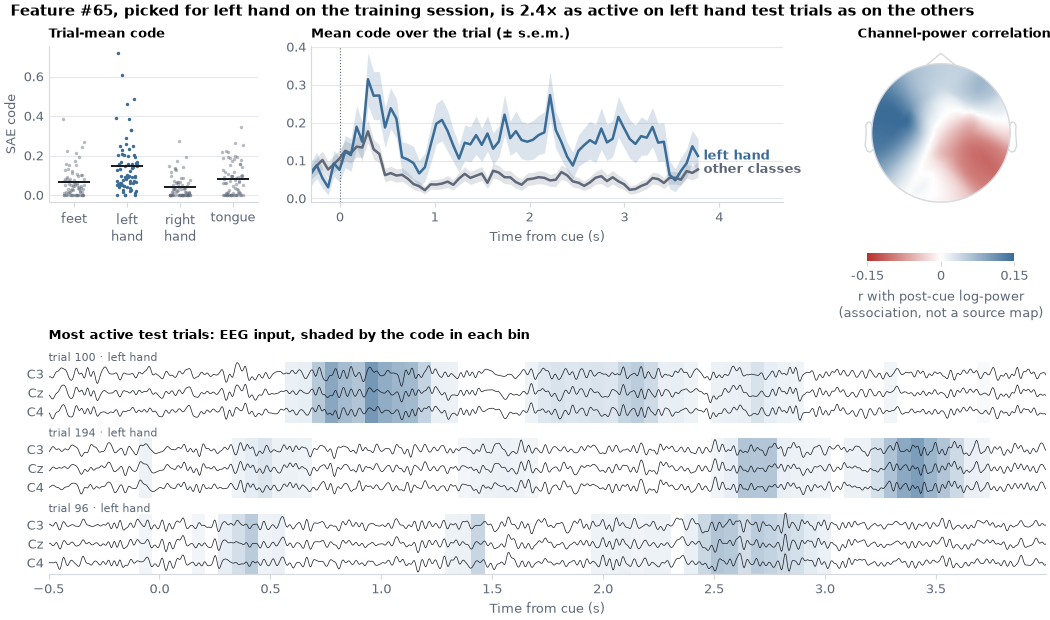 Feature #65, picked for left hand on the training session, is 2.4× as active on left hand test trials as on the others
Trial-mean code
SAE code
0.6
0.4
0.2
0.0
feet
left
hand
right
hand
tongue
Mean code over the trial (± s.e.m.)
0.4
0.3
0.2
0.1
0.0
left hand
other classes
0
1
2
3
4
Time from cue (s)
Channel-power correlation
-0.15
0
0.15
r with post-cue log-power
(association, not a source map)
Most active test trials: EEG input, shaded by the code in each bin
trial 100 · left hand
C3
Cz
C4
trial 194 · left hand
C3
Cz
C4
trial 96 · left hand
C3
Cz
C4
−0.5
0.0
0.5
1.0
1.5
2.0
2.5
3.0
3.5
Time from cue (s)